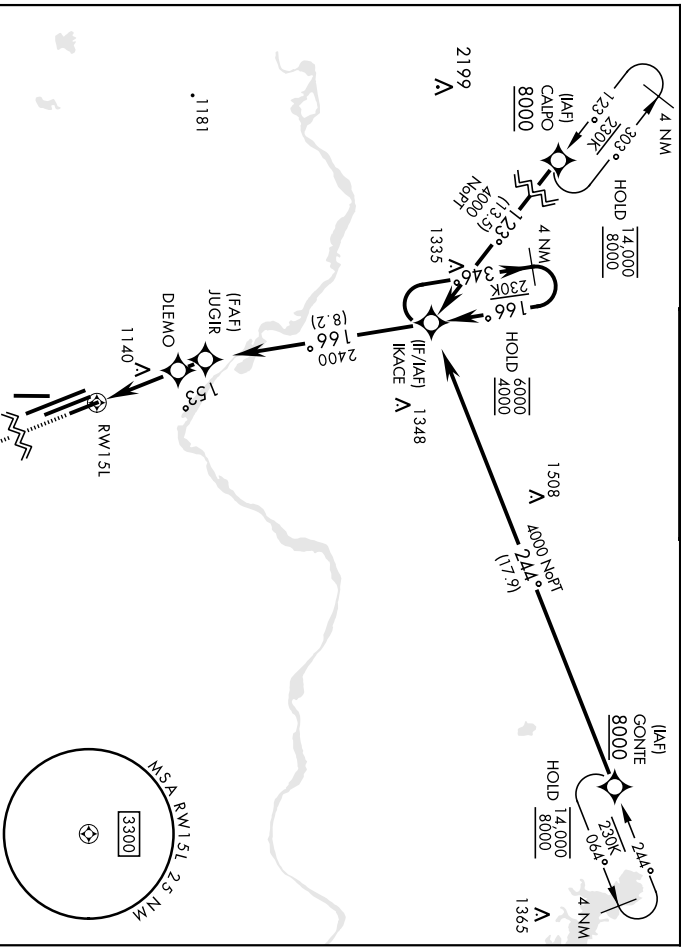 2199
(IAF)
CALPO
8000
123°
230K
303°
4 NM
HOLD
14,000
8000
1181
4000
NoPT
(13.5)
123°
1335
4 NM
346°
230K
166°
HOLD
6000
4000
(IF/IAF)
IKACE
1348
1508
4000 NoPT
244°
(17.9)
(IAF)
GONTE
8000
HOLD
14,000
8000
230K
244°
064°
4 NM
1365
166°
(8.2)
2400
(FAF)
JUGIR
DLEMO
1140
153°
RW15L
MSA RW15L 25 NM
3300